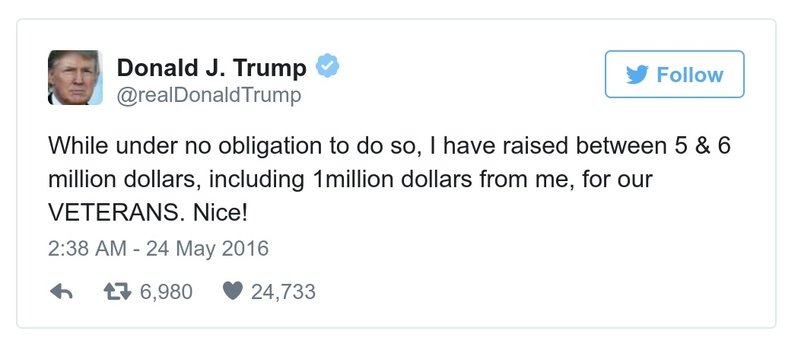 Donald J. Trump
Follow
@realDonaldTrump
While under no obligation to do so, I have raised between 5 & 6
million dollars, including 1million dollars from me, for our
VETERANS. Nice!
2:38 AM - 24 May 2016
6,980 24,733